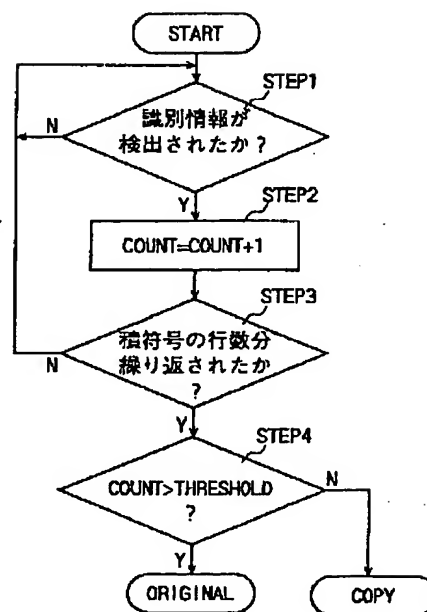 START
STEP1
識別情報が
検出されたか?
N
Y
STEP2
COUNT=COUNT+1
STEP3
積符号の行数分
繰り返されたか
?
N
Y
STEP4
COUNT>THRESHOLD
?
N
Y
ORIGINAL
COPY